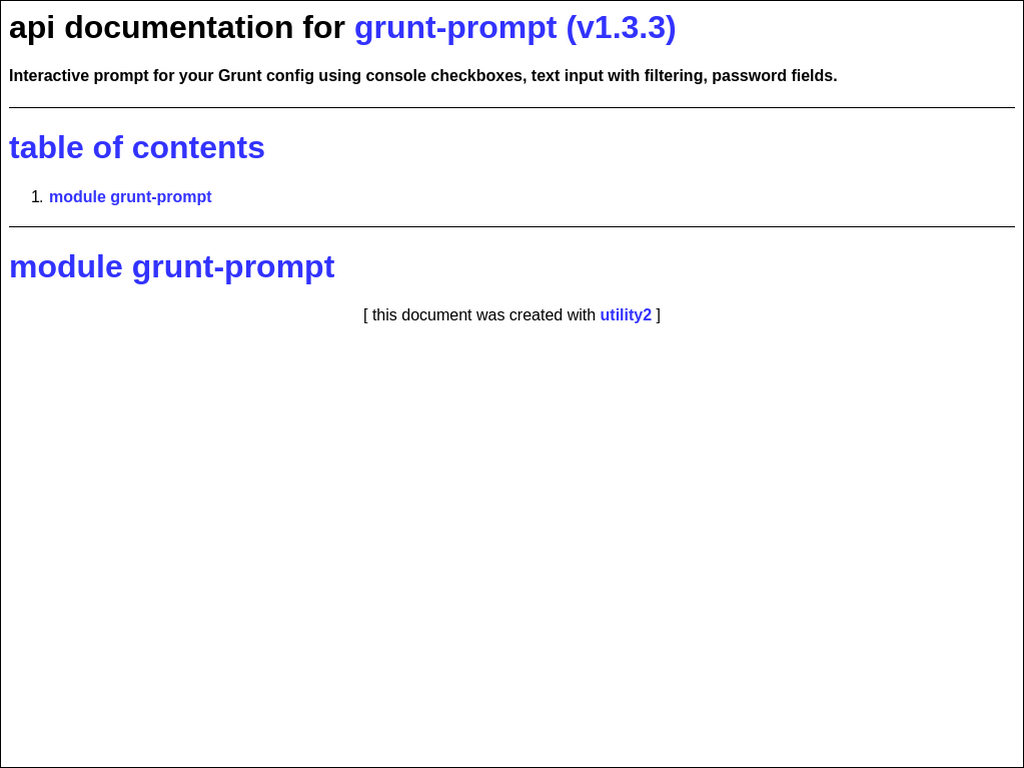 api documentation for grunt-prompt (v1.3.3)
Interactive prompt for your Grunt config using console checkboxes, text input with filtering, password fields.
table of contents
1. module grunt-prompt
module grunt-prompt
[ this document was created with utility2 ]